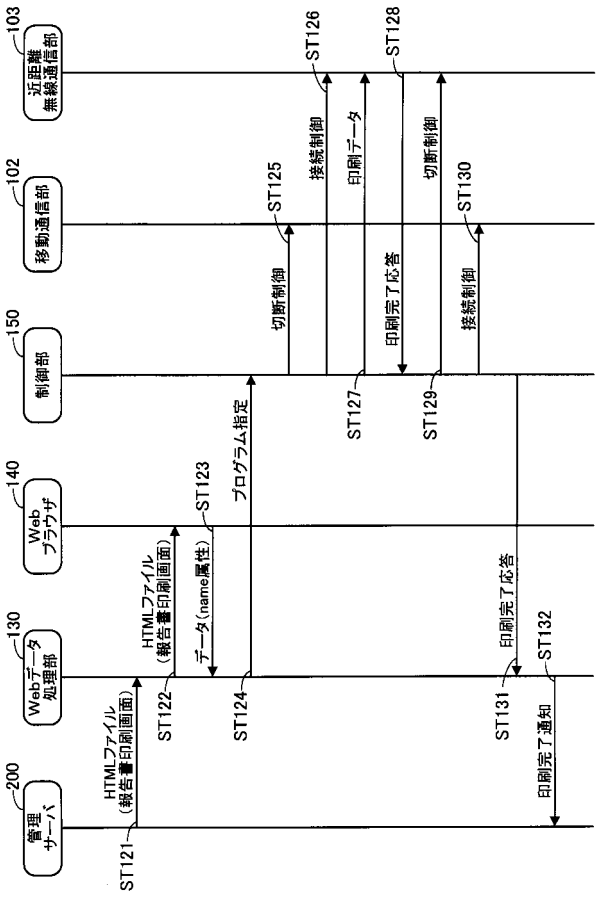 200
管理
サーバ
130
Webデータ
処理部
140
Web
ブラウザ
150
制御部
102
移動通信部
103
近距離
無線通信部
ST121
HTMLファイル
(報告書印刷画面)
ST122
HTMLファイル
(報告書印刷画面)
ST123
データ(name属性)
ST124
プログラム指定
ST125
切断制御
ST126
接続制御
ST127
印刷データ
ST128
印刷完了応答
ST129
切断制御
ST130
接続制御
ST131
印刷完了応答
ST132
印刷完了通知